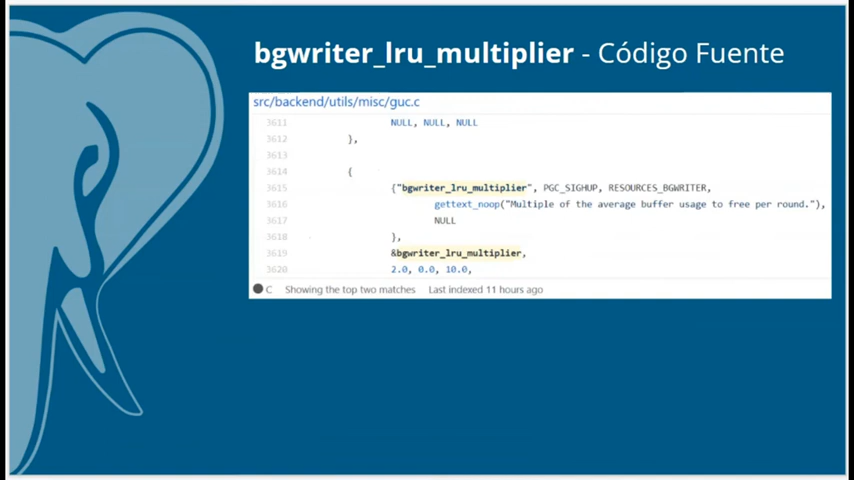 bgwriter_lru_multiplier - Código Fuente
src/backend/utils/misc/guc.c
3611 NULL, NULL, NULL
3612 },
3613
3614 {
3615 {"bgwriter_lru_multiplier", PGC_SIGHUP, RESOURCES_BGWRITER,
3616 gettext_noop("Multiple of the average buffer usage to free per round."),
3617 NULL
3618 },
3619 &bgwriter_lru_multiplier,
3620 2.0, 0.0, 10.0,
C Showing the top two matches Last indexed 11 hours ago